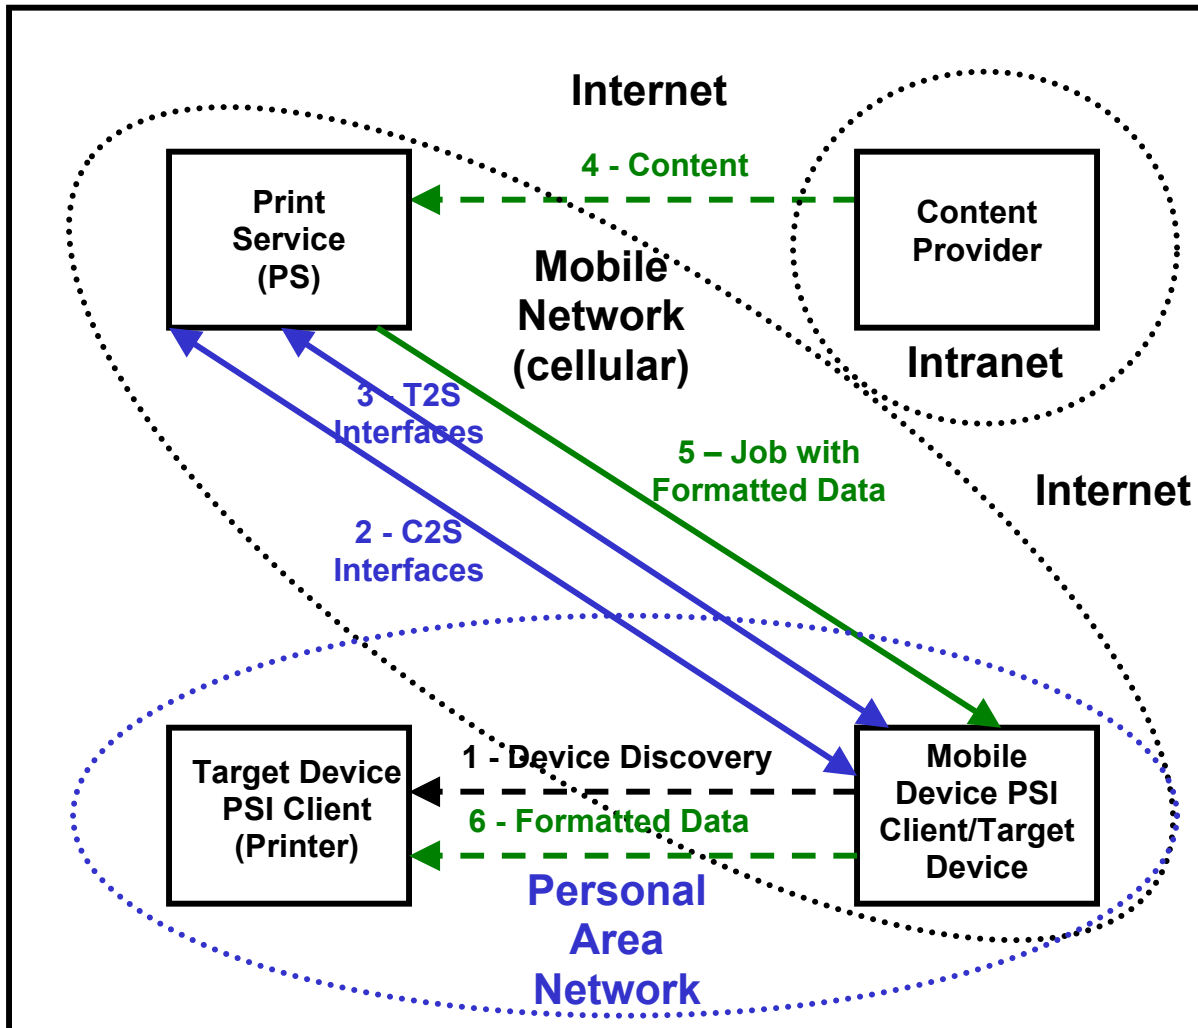 Internet
4 - Content
Print
Service
(PS)
Content
Provider
Mobile
Network
(cellular)
Intranet
3 - T2S
Interfaces
5 – Job with
Formatted Data
Internet
2 - C2S
Interfaces
1 - Device Discovery
Target Device
PSI Client
(Printer)
Mobile
Device PSI
Client/Target
Device
6 - Formatted Data
Personal
Area
Network